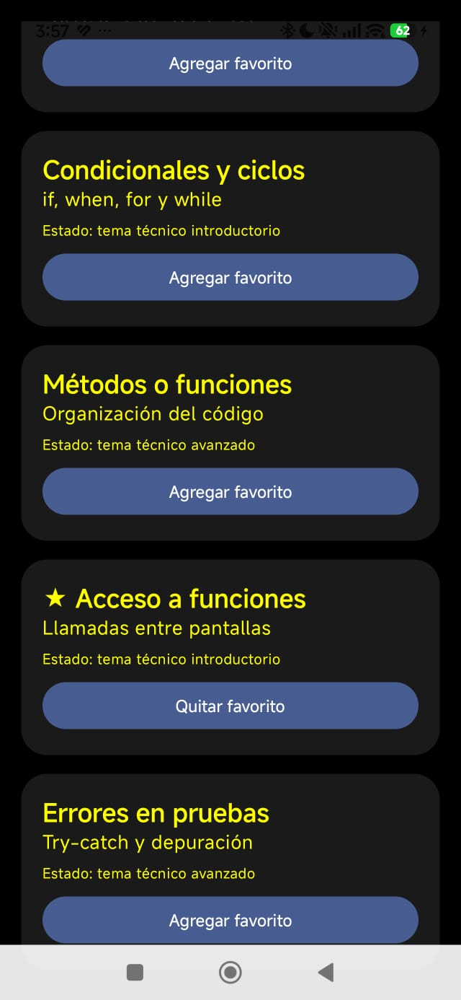 3:57 ...
62
Agregar favorito
Condicionales y ciclos
if, when, for y while
Estado: tema técnico introductorio
Agregar favorito
Métodos o funciones
Organización del código
Estado: tema técnico avanzado
Agregar favorito
★ Acceso a funciones
Llamadas entre pantallas
Estado: tema técnico introductorio
Quitar favorito
Errores en pruebas
Try-catch y depuración
Estado: tema técnico avanzado
Agregar favorito